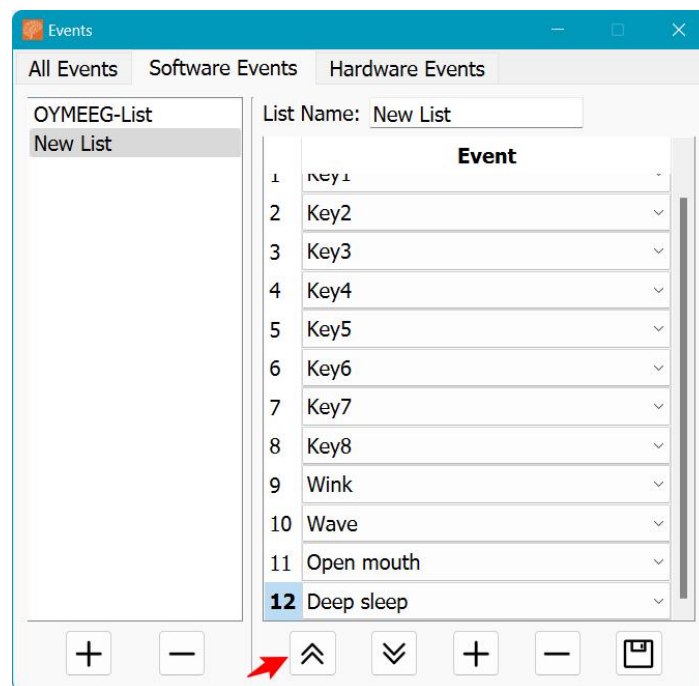 Events
All Events Software Events Hardware Events
OYMEEG-List
New List
List Name: New List
Event
1 Key1
2 Key2
3 Key3
4 Key4
5 Key5
6 Key6
7 Key7
8 Key8
9 Wink
10 Wave
11 Open mouth
12 Deep sleep